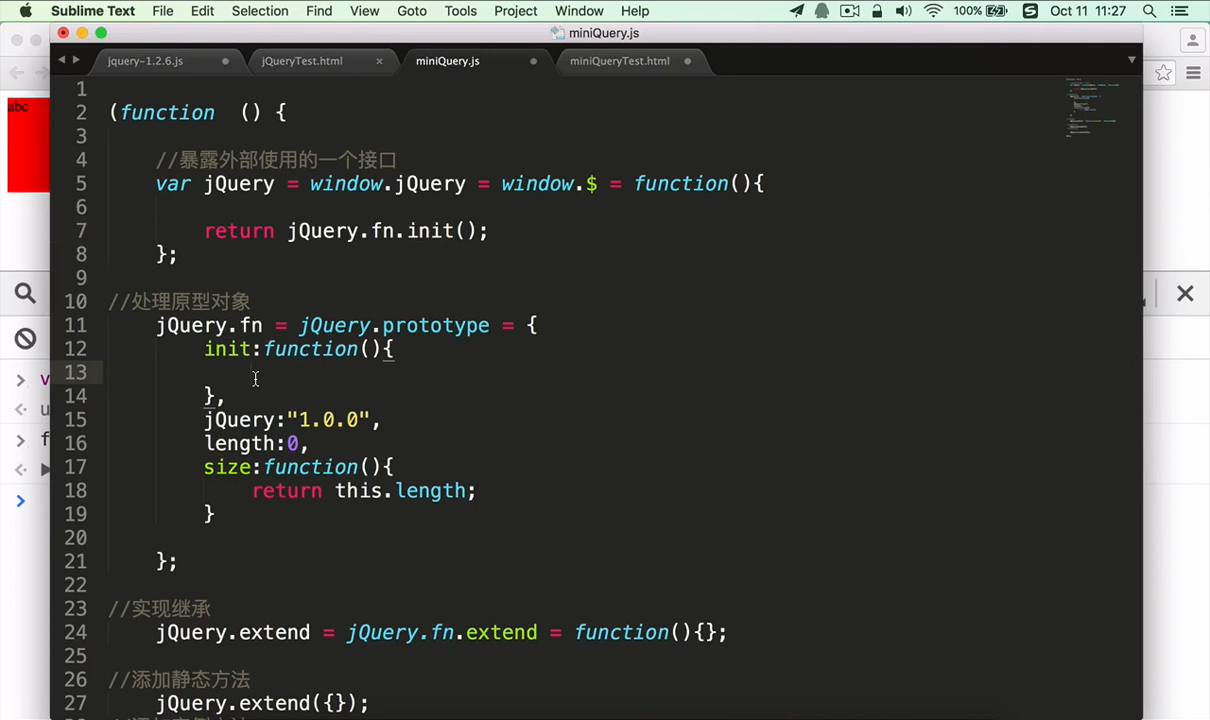 Sublime Text File Edit Selection Find View Goto Tools Project Window Help 100% Oct 11 11:27
miniQuery.js
jquery-1.2.6.js jQueryTest.html miniQuery.js miniQueryTest.html
abc
1
2 (function () {
3
4 //暴露外部使用的一个接口
5 var jQuery = window.jQuery = window.$ = function(){
6
7 return jQuery.fn.init();
8 };
9
10 //处理原型对象
11 jQuery.fn = jQuery.prototype = {
12 init:function(){
13
14 },
15 jQuery:"1.0.0",
16 length:0,
17 size:function(){
18 return this.length;
19 }
20
21 };
22
23 //实现继承
24 jQuery.extend = jQuery.fn.extend = function(){};
25
26 //添加静态方法
27 jQuery.extend({});